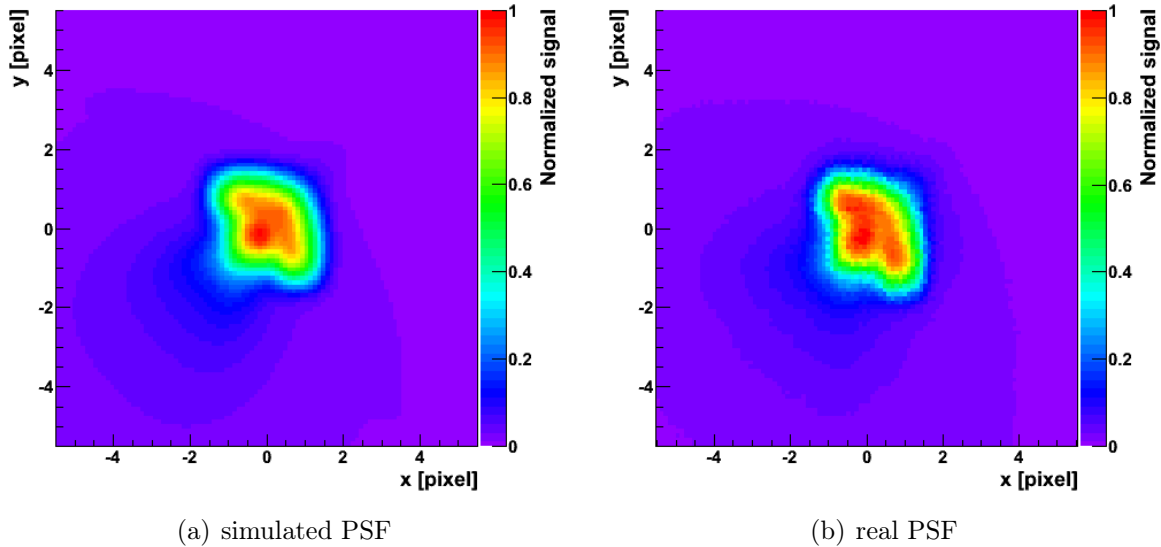 y [pixel]
4
2
0
-2
-4
-4 -2 0 2 4
x [pixel]
1
0.8
0.6
0.4
0.2
0
Normalized signal
(a) simulated PSF
y [pixel]
4
2
0
-2
-4
-4 -2 0 2 4
x [pixel]
1
0.8
0.6
0.4
0.2
0
Normalized signal
(b) real PSF